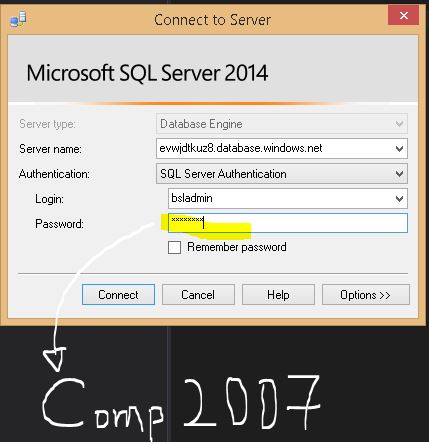 Connect to Server
Microsoft SQL Server 2014
Server type: Database Engine
Server name: evwjdtkuz8.database.windows.net
Authentication: SQL Server Authentication
Login: bsladmin
Password: xxxxxxxx
Remember password
Connect Cancel Help Options >>
Comp 2007